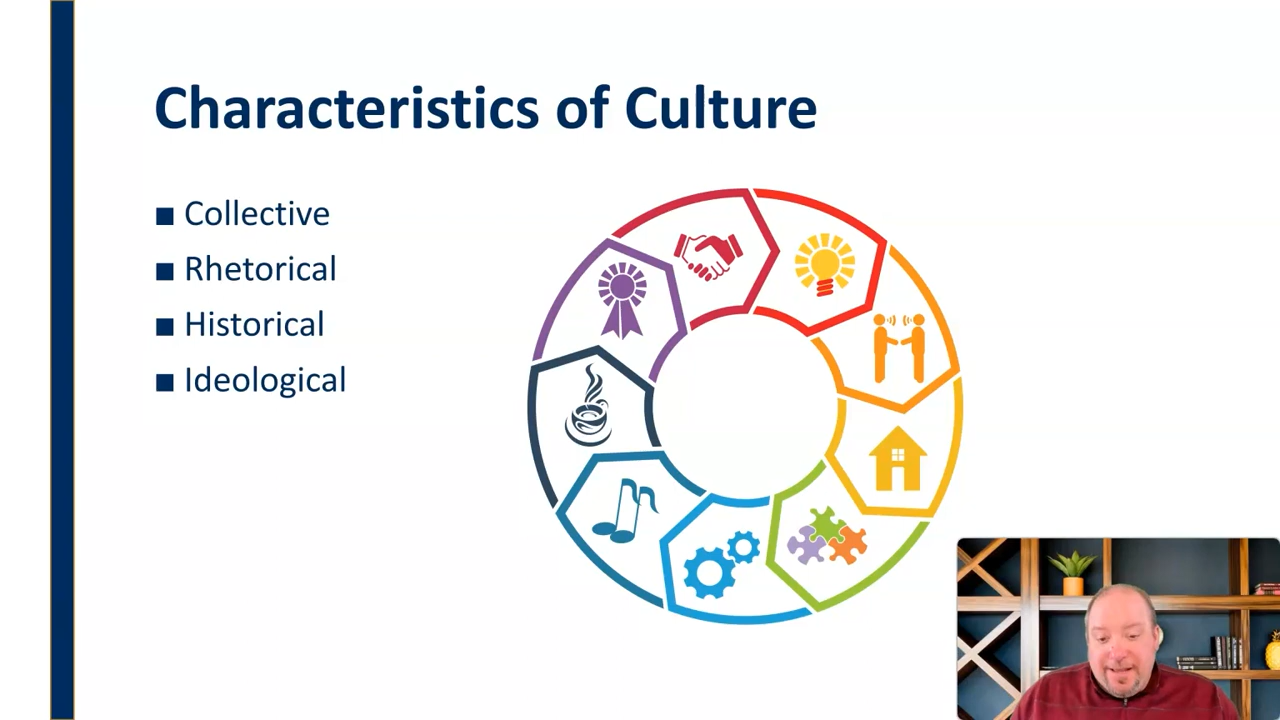 Characteristics of Culture
■ Collective
■ Rhetorical
■ Historical
■ Ideological